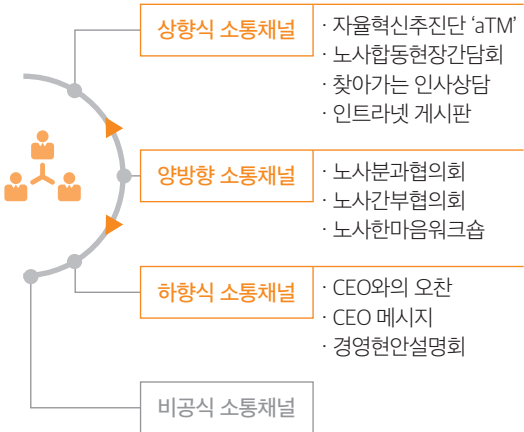 상향식 소통채널
· 자율혁신추진단 ‘aTM’
· 노사합동현장간담회
· 찾아가는 인사상담
· 인트라넷 게시판
양방향 소통채널
· 노사분과협의회
· 노사간부협의회
· 노사한마음워크숍
하향식 소통채널
· CEO와의 오찬
· CEO 메시지
· 경영현안설명회
비공식 소통채널